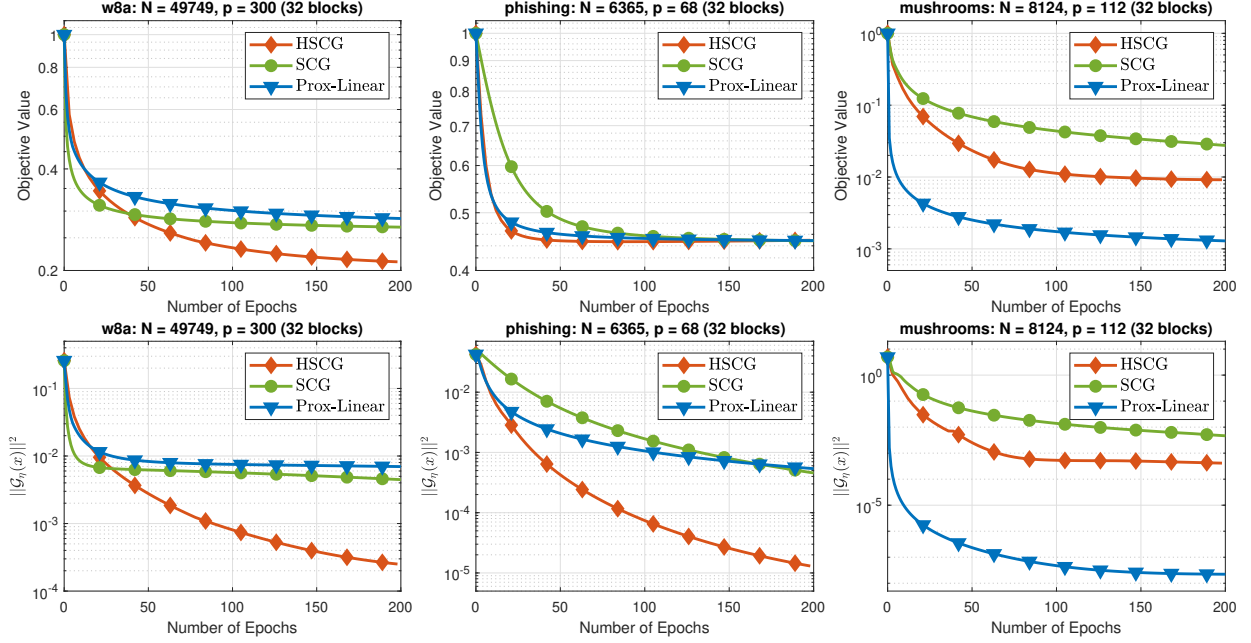 w8a: N = 49749, p = 300 (32 blocks)
1
0.8
0.6
0.4
0.2
Objective Value
HSCG
SCG
Prox-Linear
0 50 100 150 200
Number of Epochs
phishing: N = 6365, p = 68 (32 blocks)
1
0.9
0.8
0.7
0.6
0.5
0.4
Objective Value
HSCG
SCG
Prox-Linear
0 50 100 150 200
Number of Epochs
mushrooms: N = 8124, p = 112 (32 blocks)
10^0
10^-1
10^-2
10^-3
Objective Value
HSCG
SCG
Prox-Linear
0 50 100 150 200
Number of Epochs
w8a: N = 49749, p = 300 (32 blocks)
10^-1
10^-2
10^-3
10^-4
||𝒢_η(x)||^2
HSCG
SCG
Prox-Linear
0 50 100 150 200
Number of Epochs
phishing: N = 6365, p = 68 (32 blocks)
10^-2
10^-3
10^-4
10^-5
||𝒢_η(x)||^2
HSCG
SCG
Prox-Linear
0 50 100 150 200
Number of Epochs
mushrooms: N = 8124, p = 112 (32 blocks)
10^0
10^-5
||𝒢_η(x)||^2
HSCG
SCG
Prox-Linear
0 50 100 150 200
Number of Epochs